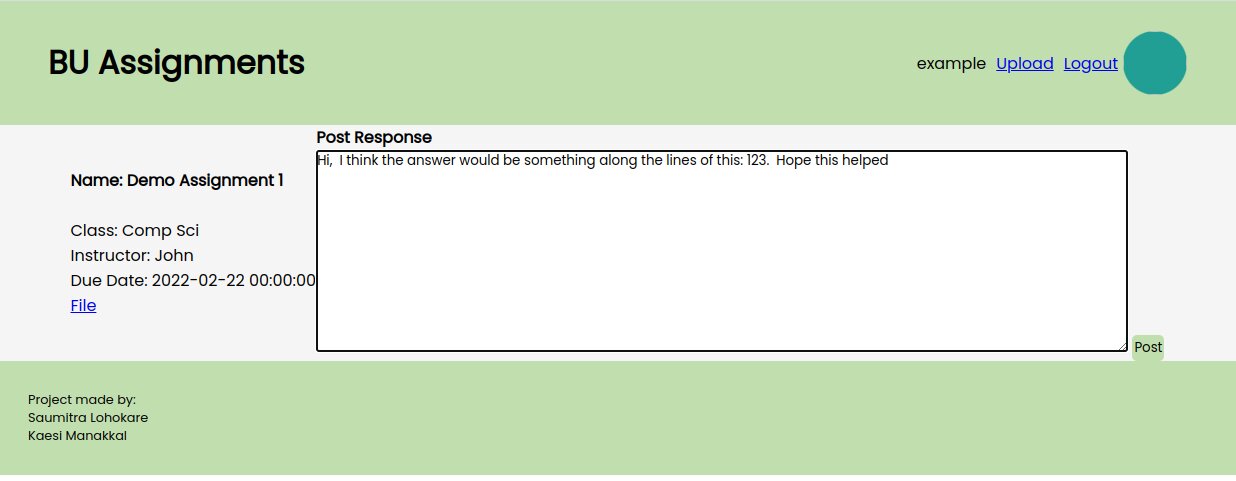 BU Assignments
example Upload Logout
Post Response
Hi,  I think the answer would be something along the lines of this: 123.  Hope this helped
Name: Demo Assignment 1
Class: Comp Sci
Instructor: John
Due Date: 2022-02-22 00:00:00
File
Post
Project made by:
Saumitra Lohokare
Kaesi Manakkal